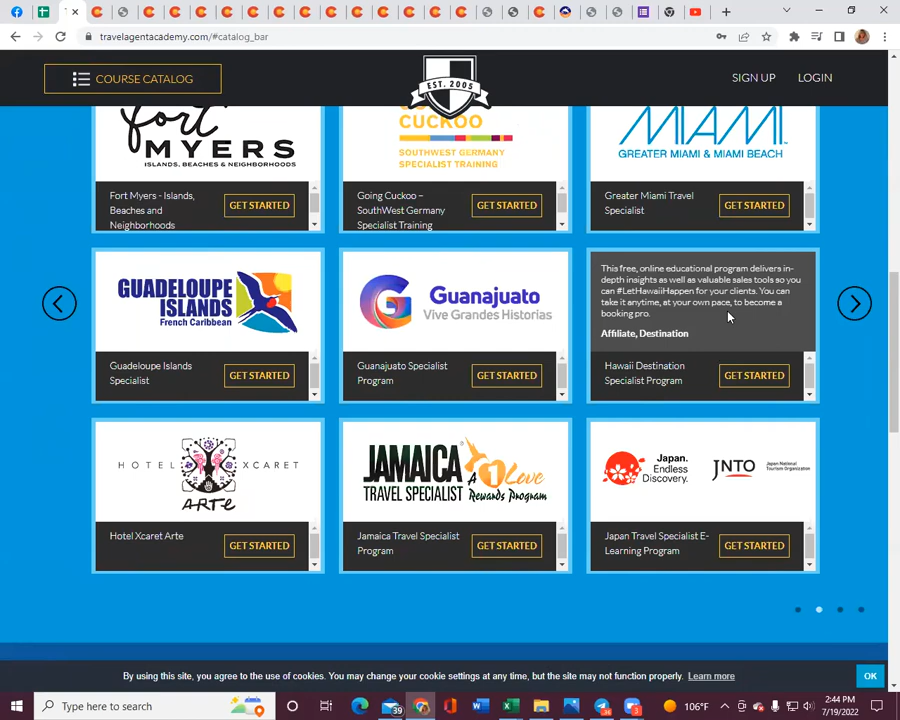 travelagentacademy.com/#catalog_bar
COURSE CATALOG
EST. 2005
SIGN UP
LOGIN
fort
MYERS
ISLANDS, BEACHES & NEIGHBORHOODS
CUCKOO
SOUTHWEST GERMANY
SPECIALIST TRAINING
MIAMI
GREATER MIAMI & MIAMI BEACH
Fort Myers - Islands,
Beaches and
Neighborhoods
GET STARTED
Going Cuckoo –
SouthWest Germany
Specialist Training
GET STARTED
Greater Miami Travel
Specialist
GET STARTED
GUADELOUPE
ISLANDS
French Caribbean
Guanajuato
Vive Grandes Historias
This free, online educational program delivers in-
depth insights as well as valuable sales tools so you
can #LetHawaiiHappen for your clients. You can
take it anytime, at your own pace, to become a
booking pro.
Affiliate, Destination
Guadeloupe Islands
Specialist
GET STARTED
Guanajuato Specialist
Program
GET STARTED
Hawaii Destination
Specialist Program
GET STARTED
HOTEL XCARET
ARTE
JAMAICA
TRAVEL SPECIALIST
A 1 Love
Rewards Program
Japan.
Endless
Discovery.
JNTO
Japan National
Tourism Organization
Hotel Xcaret Arte
GET STARTED
Jamaica Travel Specialist
Program
GET STARTED
Japan Travel Specialist E-
Learning Program
GET STARTED
By using this site, you agree to the use of cookies. You may change your cookie settings at any time, but the site may not function properly. Learn more
OK
Type here to search
39
106°F
2:44 PM
7/19/2022